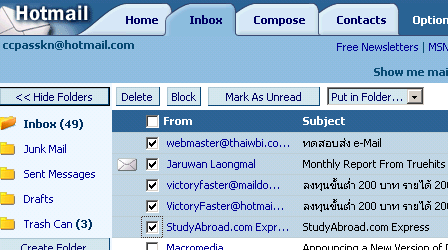 Hotmail Home Inbox Compose Contacts Option
ccpasskn@hotmail.com
Free Newsletters | MSN
Show me mai
<< Hide Folders Delete Block Mark As Unread Put in Folder...
Inbox (49) From Subject
webmaster@thaiwbi.co... ทดสอบส่ง e-Mail
Junk Mail Jaruwan Laongmal Monthly Report From Truehits
Sent Messages victoryfaster@maildo... ลงทุนขั้นต่ำ 200 บาท รายได้ 200
Drafts VictoryFaster@hotmai... ลงทุนขั้นต่ำ 200 บาท รายได้ 200
Trash Can (3) StudyAbroad.com Expr... StudyAbroad.com Express
Create Folder Macromedia Announcing a New Version of